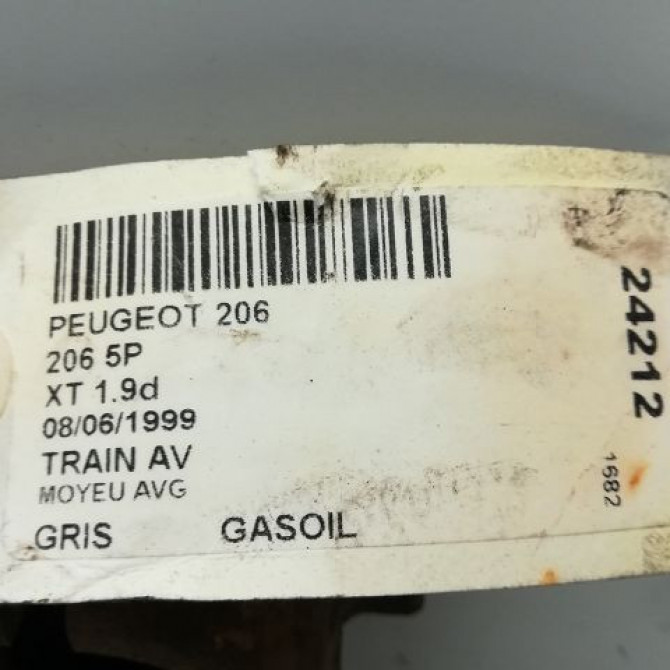 PEUGEOT 206
206 5P
XT 1.9d
08/06/1999
TRAIN AV
MOYEU AVG
GRIS GASOIL
24212
1682